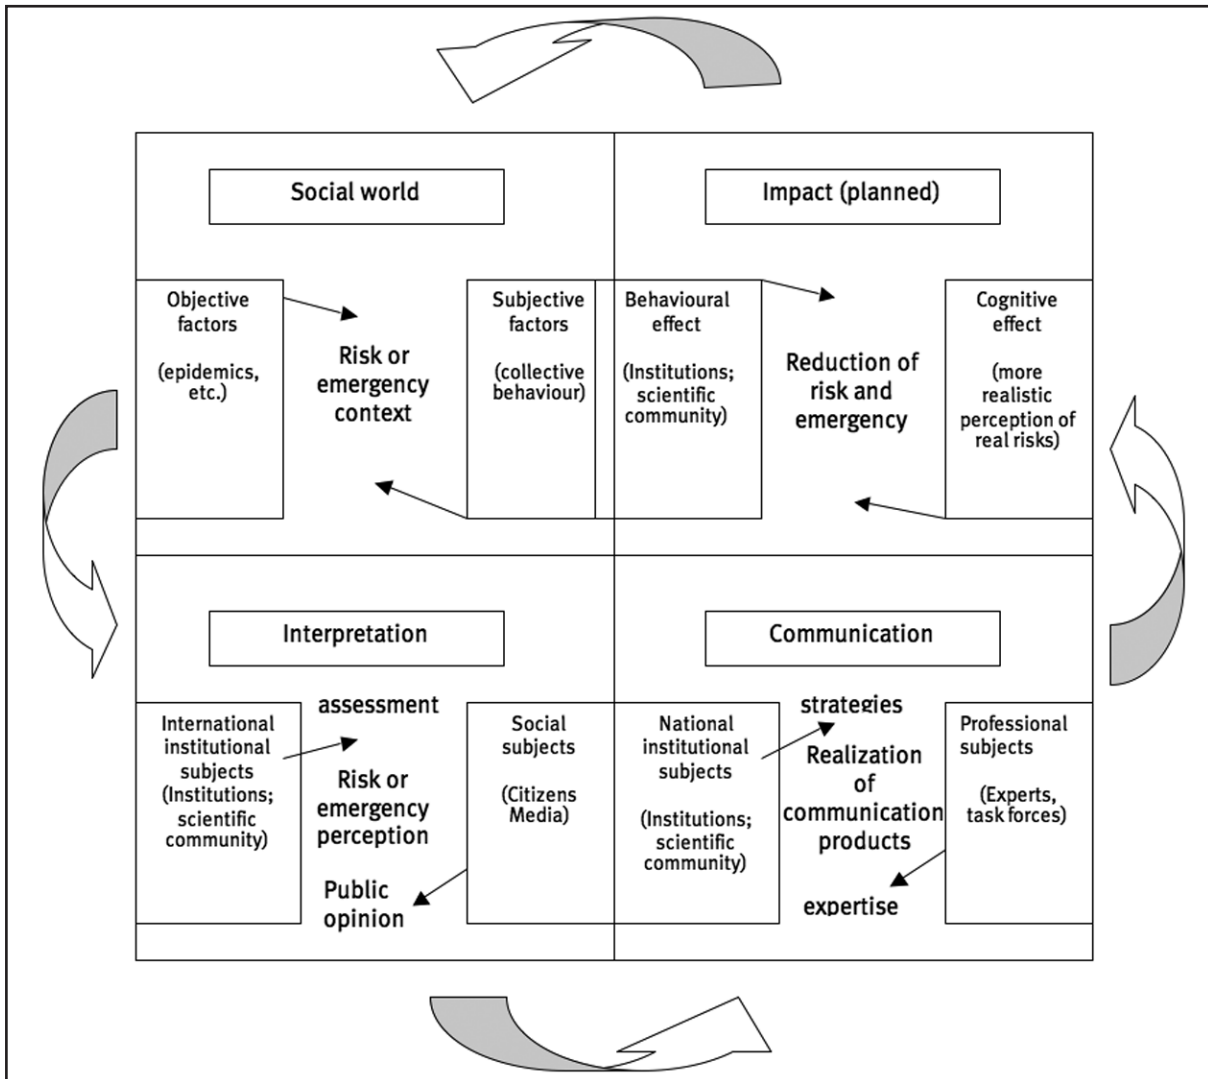 Social world
Objective
factors
(epidemics,
etc.)
Risk or
emergency
context
Subjective
factors
(collective
behaviour)
Impact (planned)
Behavioural
effect
(Institutions;
scientific
community)
Reduction of
risk and
emergency
Cognitive
effect
(more
realistic
perception of
real risks)
Interpretation
International
institutional
subjects
(Institutions;
scientific
community)
assessment
Risk or
emergency
perception
Public
opinion
Social
subjects
(Citizens
Media)
Communication
National
institutional
subjects
(Institutions;
scientific
community)
strategies
Realization
of
communication
products
expertise
Professional
subjects
(Experts,
task forces)